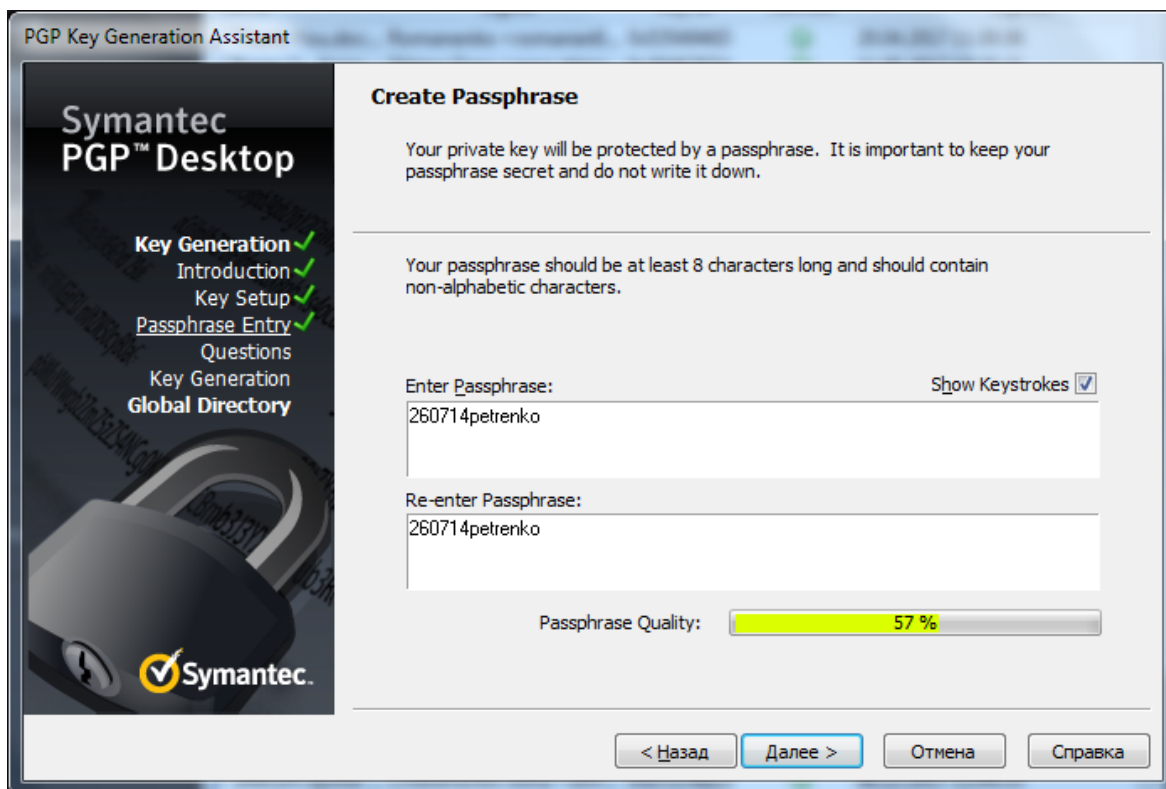 PGP Key Generation Assistant
Symantec
PGP™ Desktop
Key Generation
Introduction
Key Setup
Passphrase Entry
Questions
Key Generation
Global Directory
Symantec.
Create Passphrase
Your private key will be protected by a passphrase. It is important to keep your
passphrase secret and do not write it down.
Your passphrase should be at least 8 characters long and should contain
non-alphabetic characters.
Enter Passphrase:
Show Keystrokes
260714petrenko
Re-enter Passphrase:
260714petrenko
Passphrase Quality:
57 %
< Назад
Далее >
Отмена
Справка